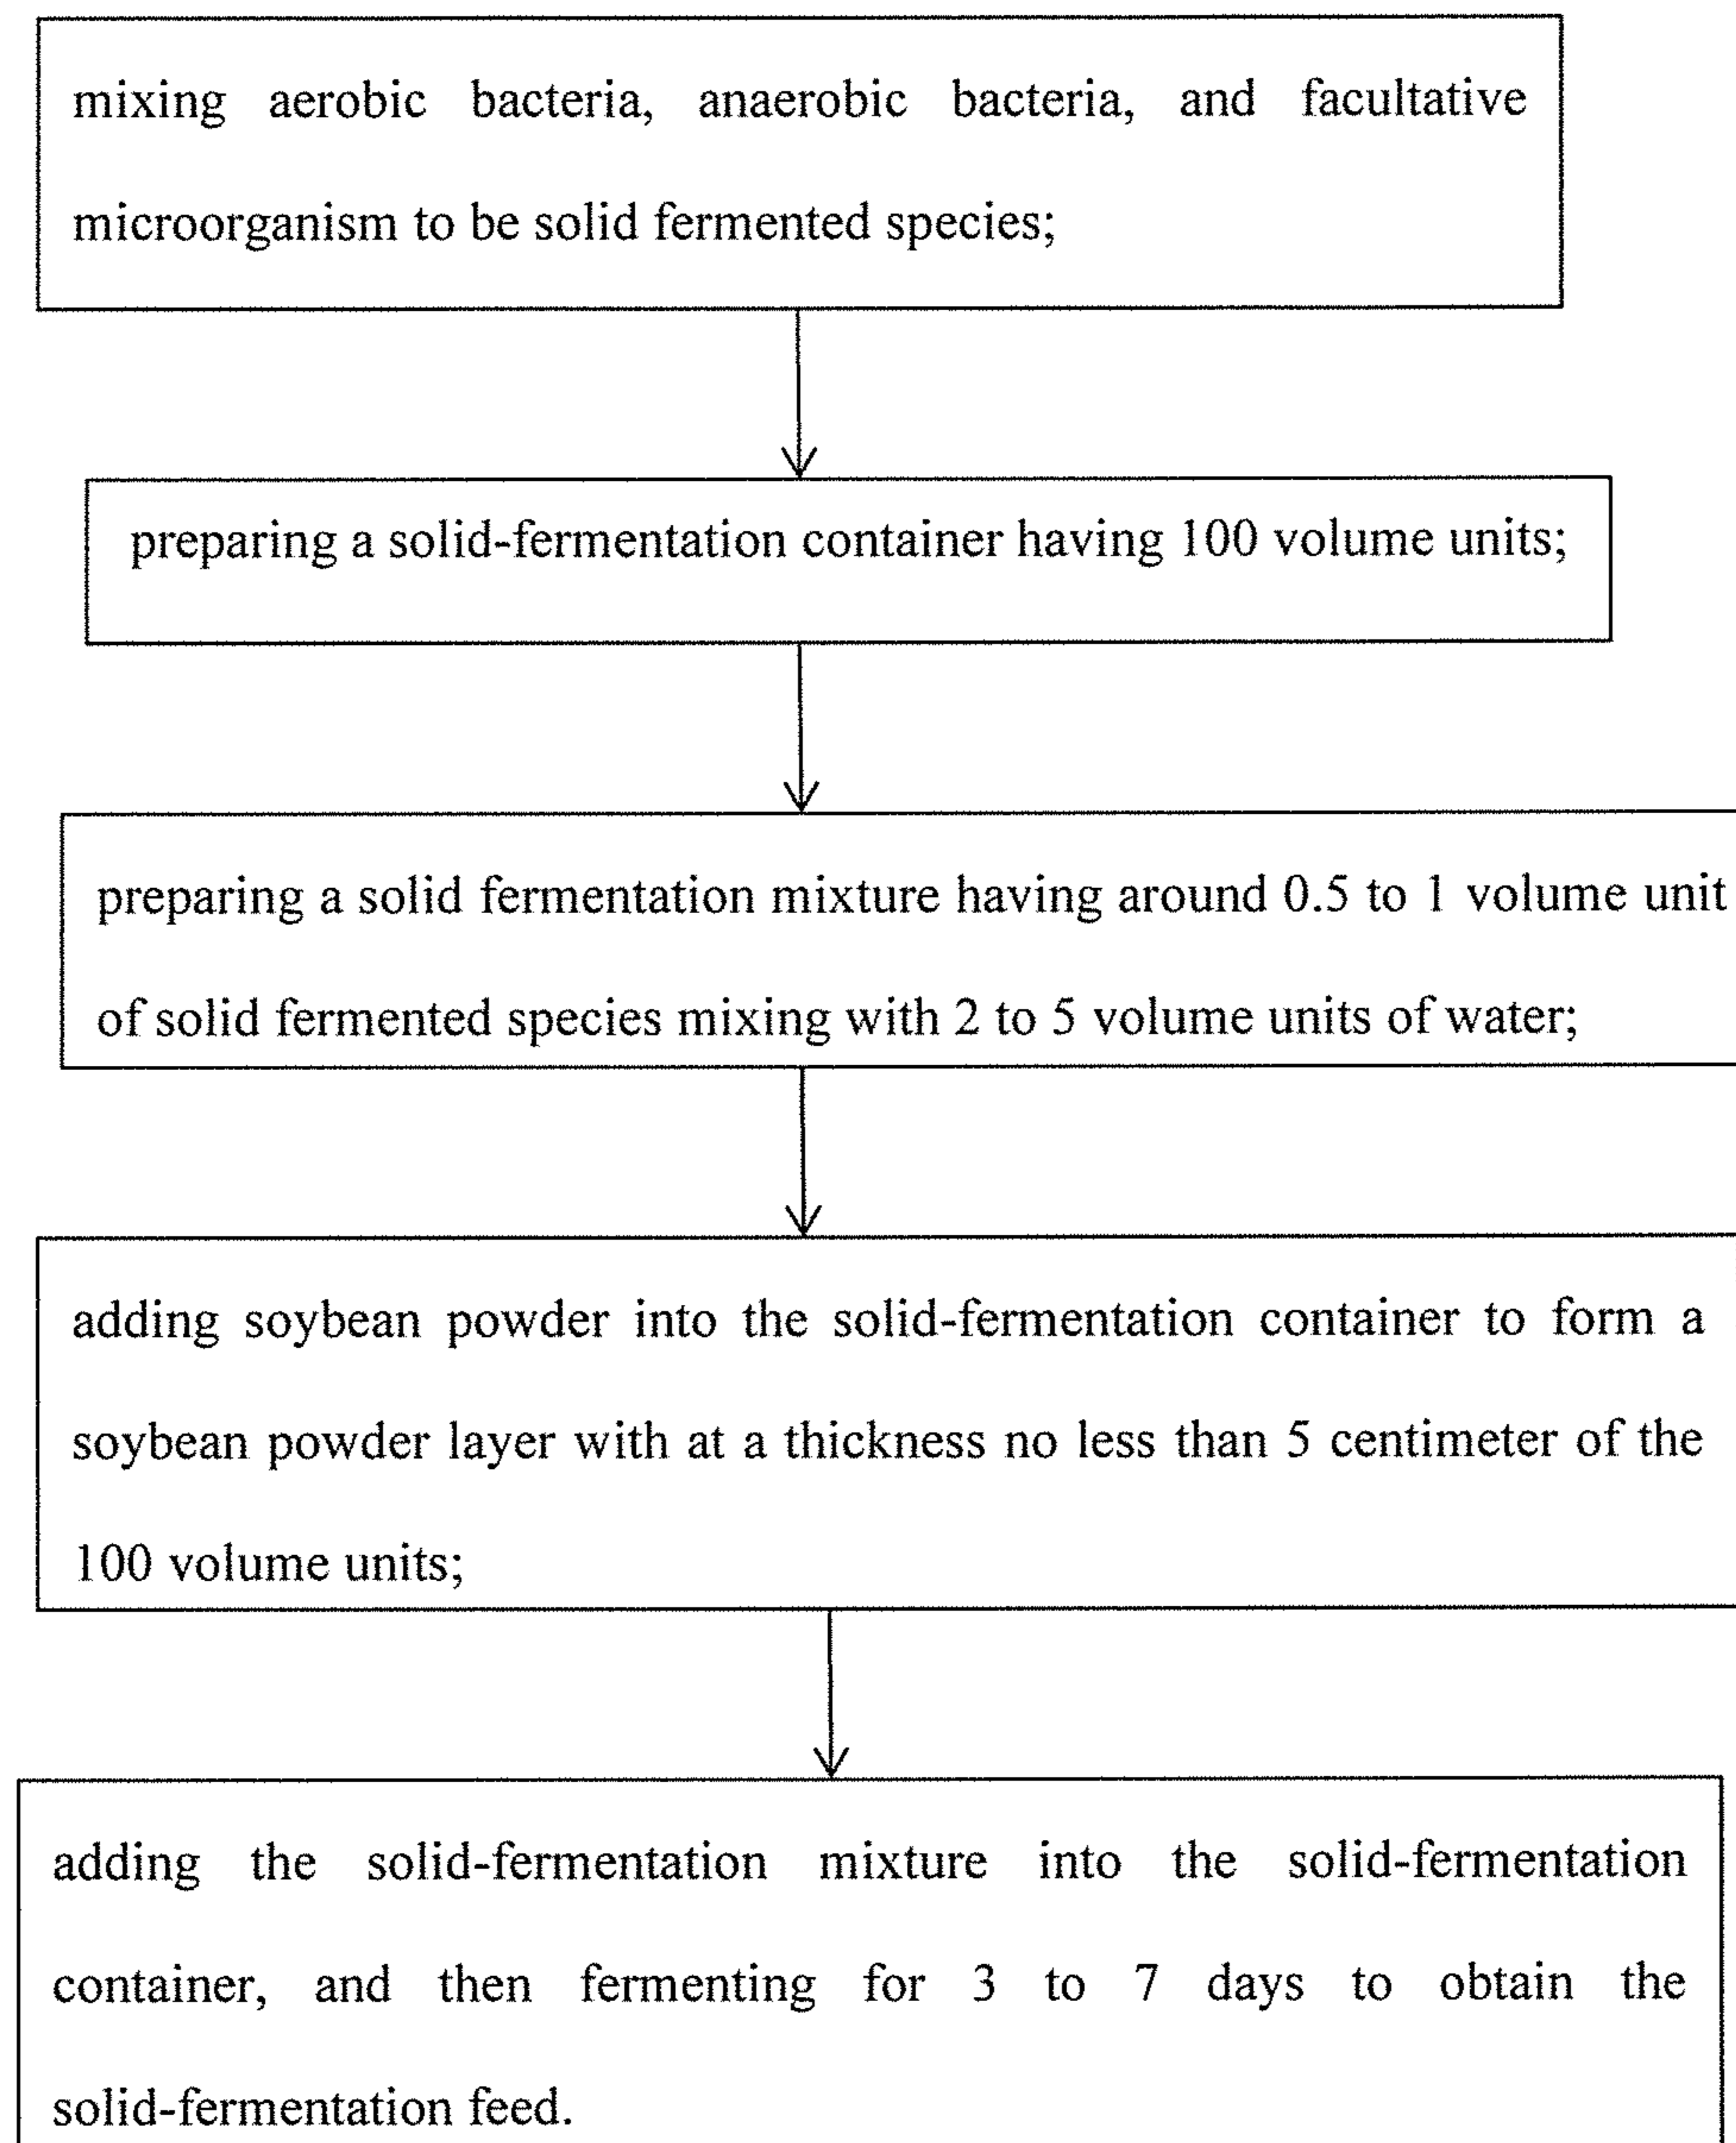 mixing aerobic bacteria, anaerobic bacteria, and facultative
microorganism to be solid fermented species;
preparing a solid-fermentation container having 100 volume units;
preparing a solid fermentation mixture having around 0.5 to 1 volume unit
of solid fermented species mixing with 2 to 5 volume units of water;
adding soybean powder into the solid-fermentation container to form a
soybean powder layer with at a thickness no less than 5 centimeter of the
100 volume units;
adding the solid-fermentation mixture into the solid-fermentation
container, and then fermenting for 3 to 7 days to obtain the
solid-fermentation feed.